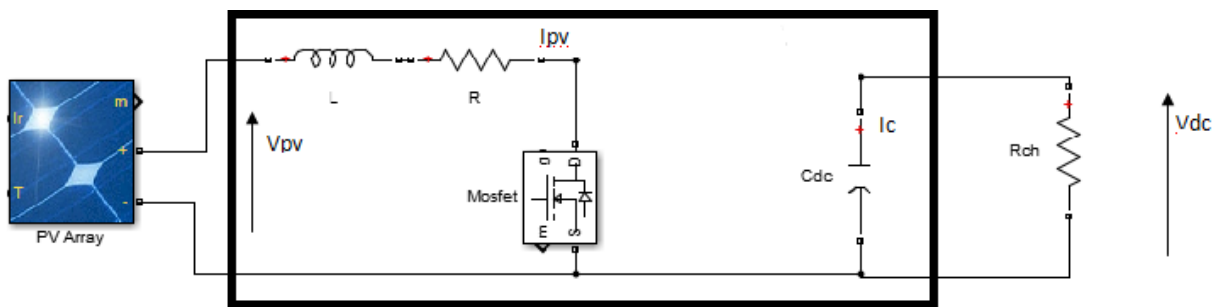 Ir
m
+
T
-
PV Array
Vpv
L
R
Ipv
Mosfet
g
D
E
S
Ic
Cdc
Rch
Vdc